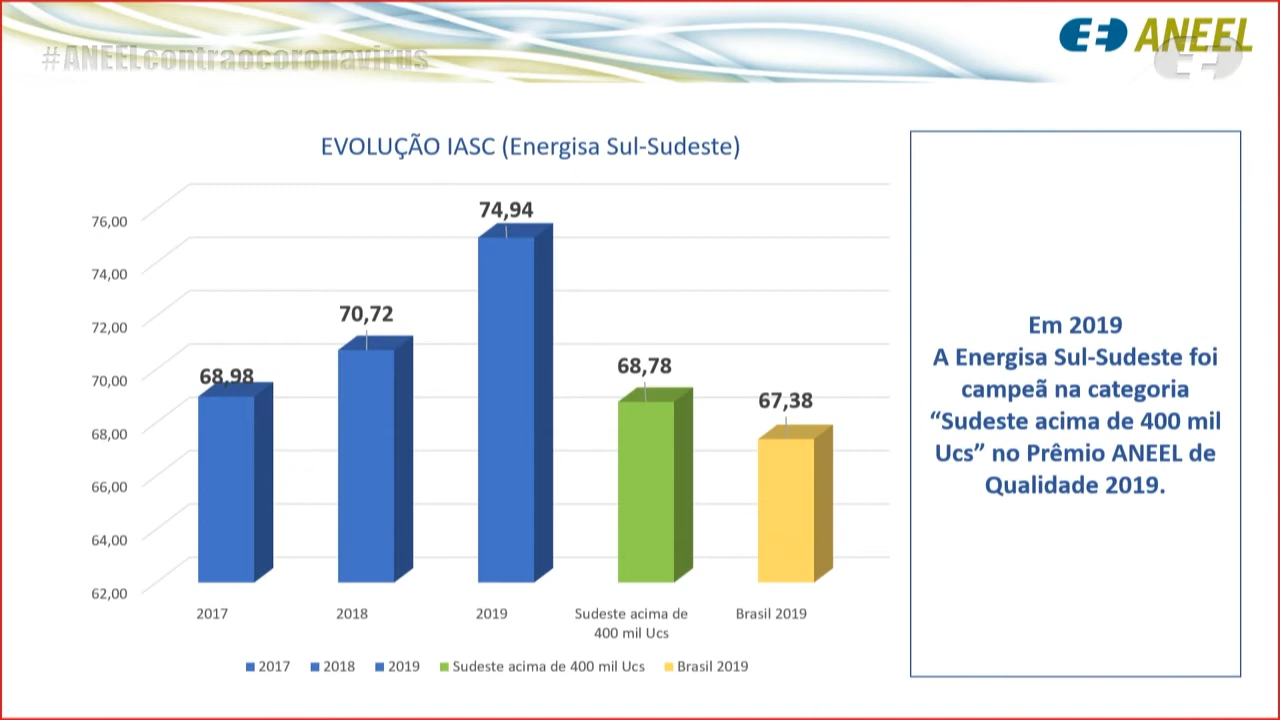 #ANEELcontraocoronavirus
ANEEL
EVOLUÇÃO IASC (Energisa Sul-Sudeste)
76,00
74,00
72,00
70,00
68,00
66,00
64,00
62,00
68,98
70,72
74,94
68,78
67,38
2017
2018
2019
Sudeste acima de
400 mil Ucs
Brasil 2019
2017 2018 2019 Sudeste acima de 400 mil Ucs Brasil 2019
Em 2019
A Energisa Sul-Sudeste foi
campeã na categoria
“Sudeste acima de 400 mil
Ucs” no Prêmio ANEEL de
Qualidade 2019.